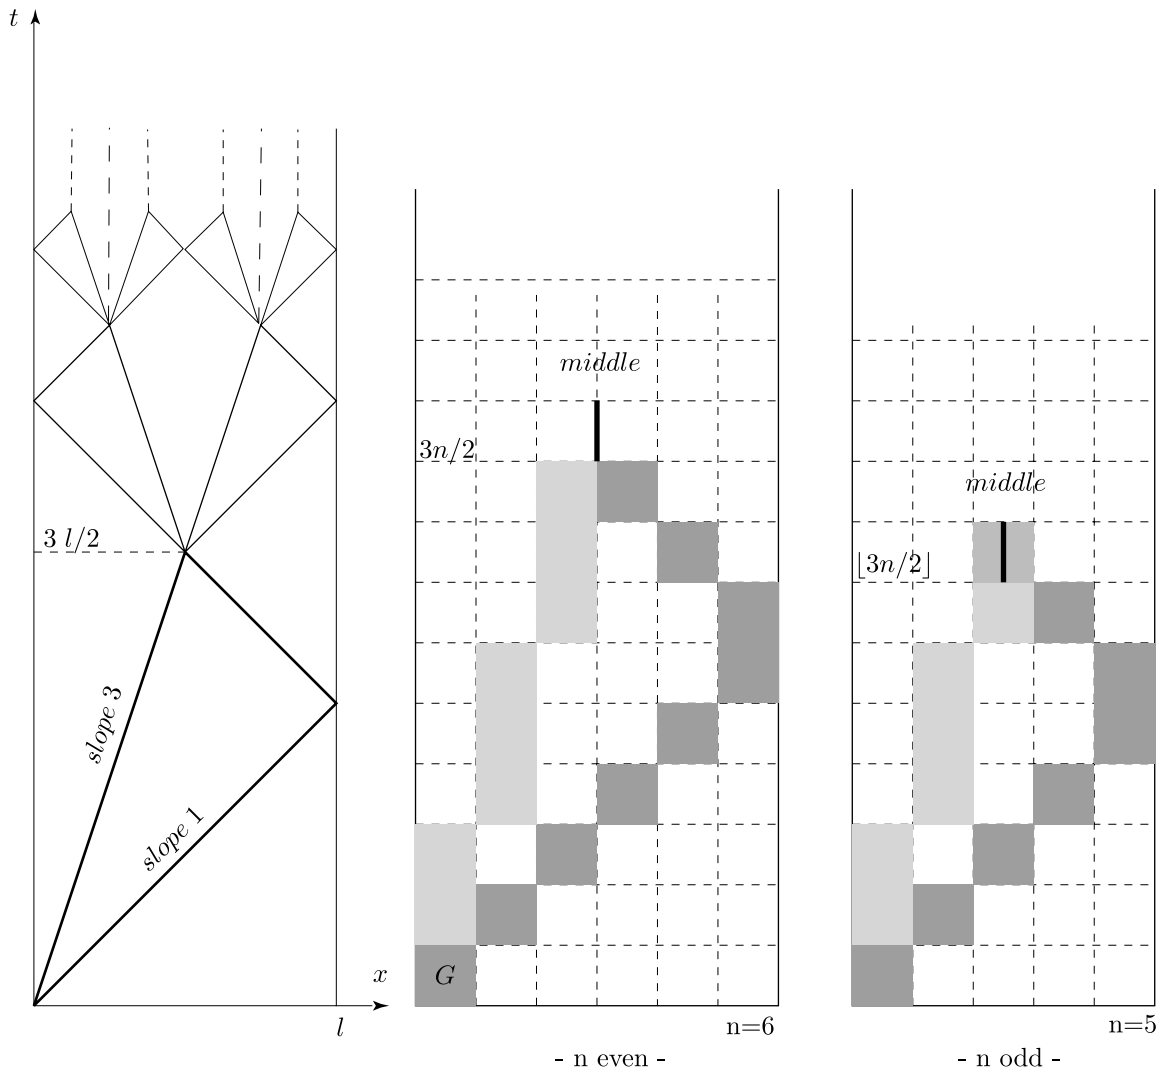 t
3 l/2
slope 3
slope 1
x
l
middle
3n/2
G
n=6
- n even -
middle
⌊3n/2⌋
n=5
- n odd -